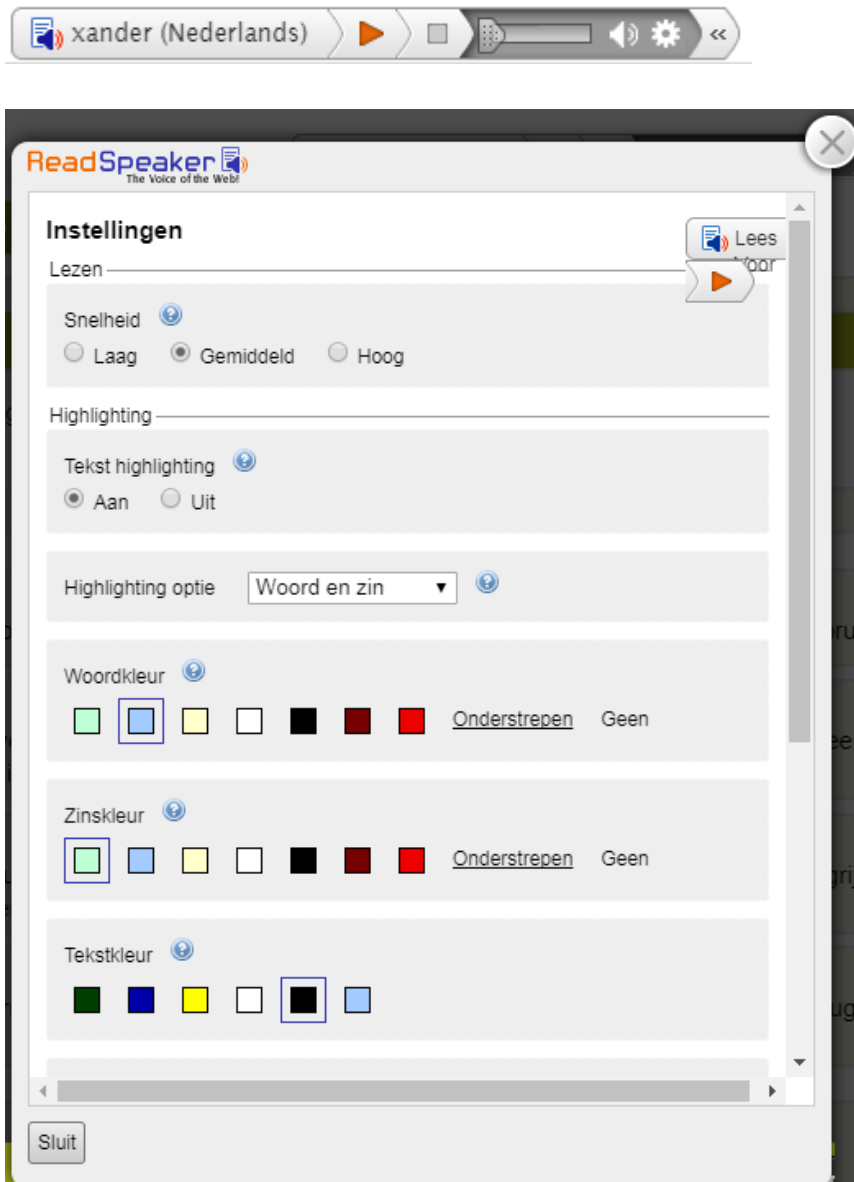 xander (Nederlands)
ReadSpeaker
The Voice of the Web!
Instellingen
Lees
Voor
Lezen
Snelheid
Laag Gemiddeld Hoog
Highlighting
Tekst highlighting
Aan Uit
Highlighting optie Woord en zin
Woordkleur
Onderstrepen Geen
Zinskleur
Onderstrepen Geen
Tekstkleur
Sluit